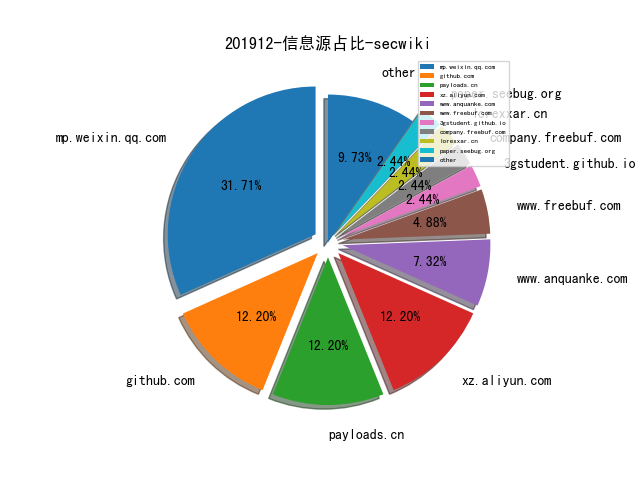 201912-信息源占比-secwiki
other
mp.weixin.qq.com
github.com
payloads.cn
xz.aliyun.com
www.anquanke.com
www.freebuf.com
3gstudent.github.io
company.freebuf.com
lorexxar.cn
paper.seebug.org
other
paper.seebug.org
lorexxar.cn
company.freebuf.com
3gstudent.github.io
www.freebuf.com
www.anquanke.com
xz.aliyun.com
payloads.cn
github.com
mp.weixin.qq.com
9.73%
2.44%
2.44%
2.44%
2.44%
4.88%
7.32%
12.20%
12.20%
12.20%
31.71%